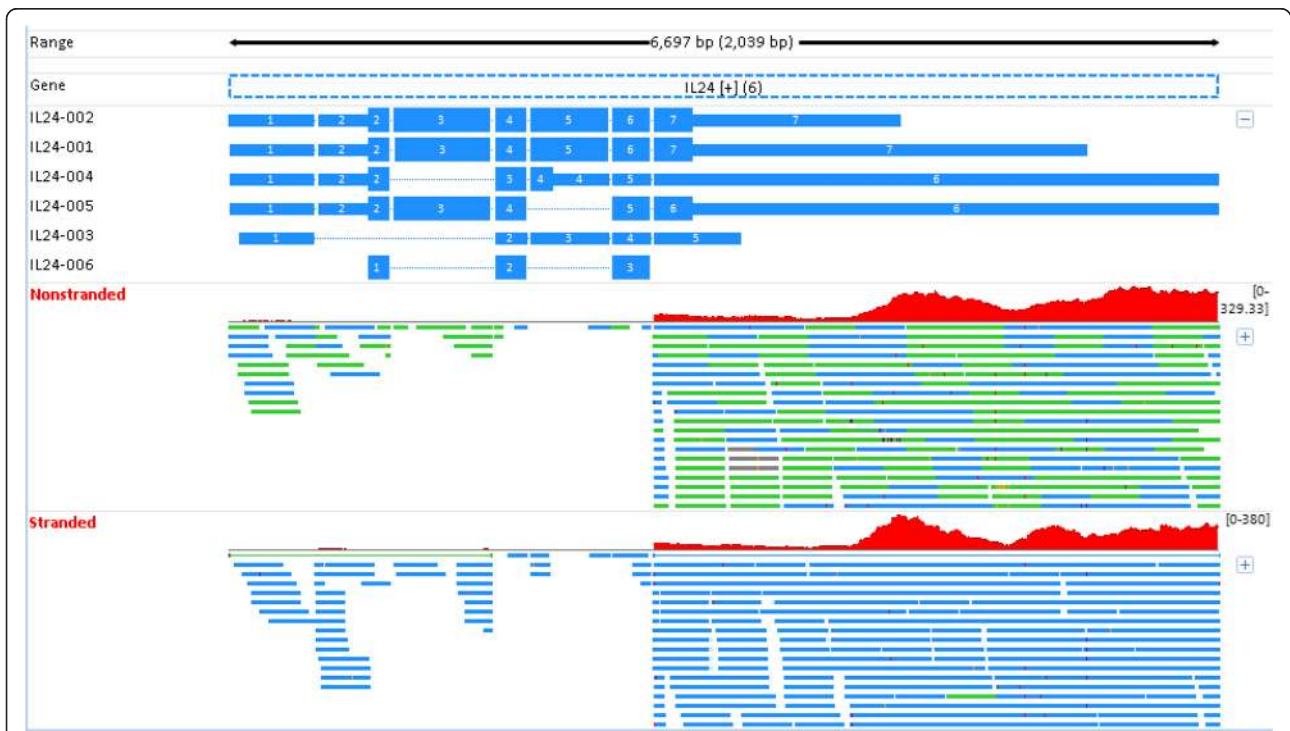 Range
6,697 bp (2,039 bp)
Gene
IL24 [+] (6)
IL24-002
1 2 2 3 4 5 6 7 7
IL24-001
1 2 2 3 4 5 6 7 7
IL24-004
1 2 2 3 4 4 5 6
IL24-005
1 2 2 3 4 5 6 6
IL24-003
1 2 3 4 5
IL24-006
1 2 3
Nonstranded
[0-
329.33]
Stranded
[0-380]